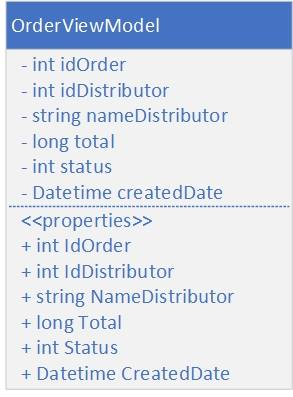 OrderViewModel
- int idOrder
- int idDistributor
- string nameDistributor
- long total
- int status
- Datetime createdDate
<<properties>>
+ int IdOrder
+ int IdDistributor
+ string NameDistributor
+ long Total
+ int Status
+ Datetime CreatedDate